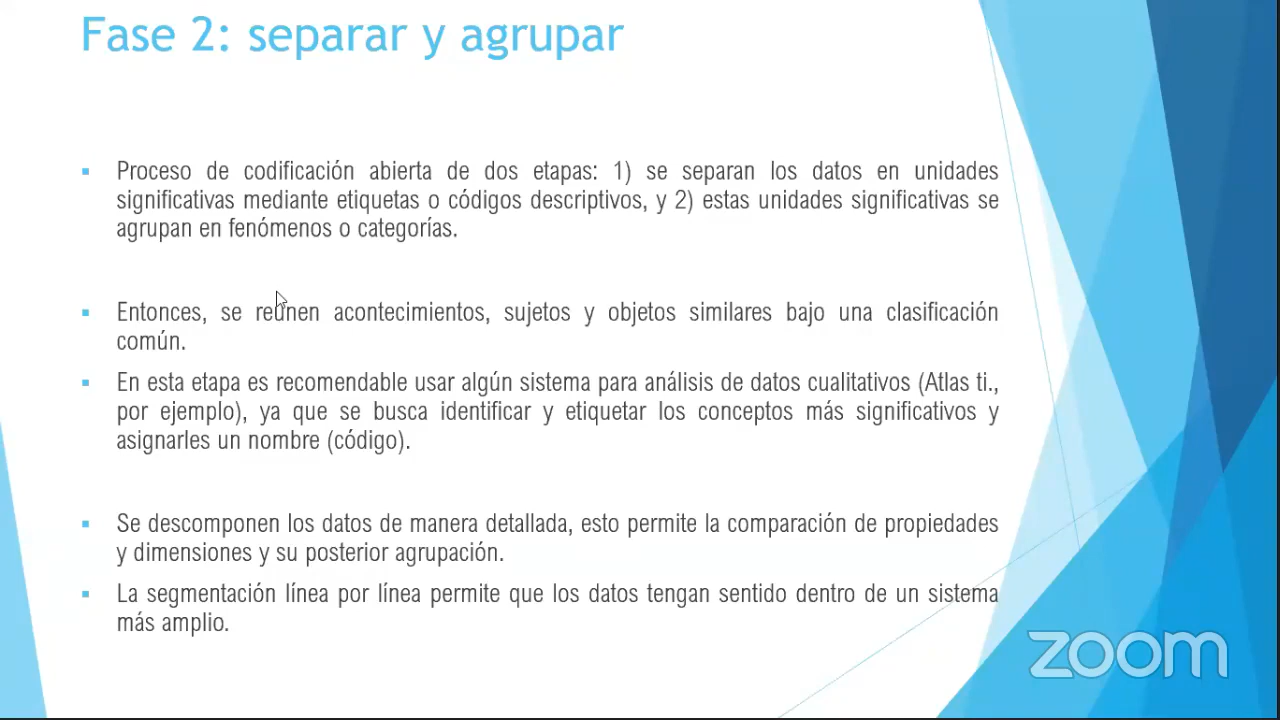 Fase 2: separar y agrupar
Proceso de codificación abierta de dos etapas: 1) se separan los datos en unidades
significativas mediante etiquetas o códigos descriptivos, y 2) estas unidades significativas se
agrupan en fenómenos o categorías.
Entonces, se reúnen acontecimientos, sujetos y objetos similares bajo una clasificación
común.
En esta etapa es recomendable usar algún sistema para análisis de datos cualitativos (Atlas ti.,
por ejemplo), ya que se busca identificar y etiquetar los conceptos más significativos y
asignarles un nombre (código).
Se descomponen los datos de manera detallada, esto permite la comparación de propiedades
y dimensiones y su posterior agrupación.
La segmentación línea por línea permite que los datos tengan sentido dentro de un sistema
más amplio.
zoom